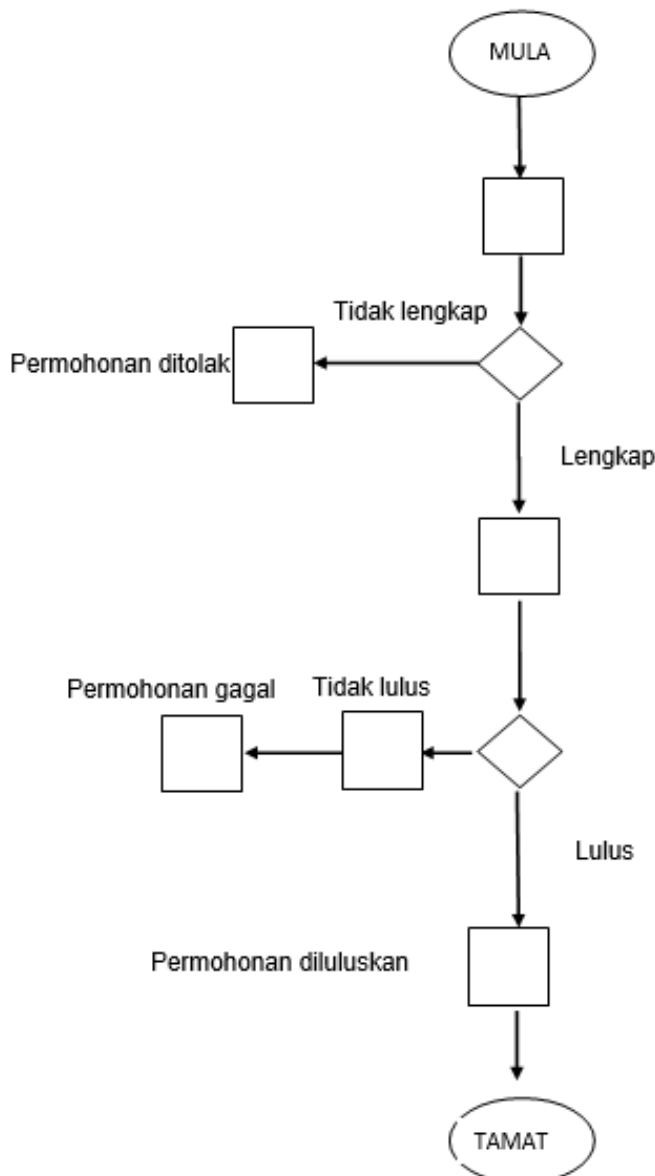 MULA
Tidak lengkap
Permohonan ditolak
Lengkap
Permohonan gagal
Tidak lulus
Lulus
Permohonan diluluskan
TAMAT